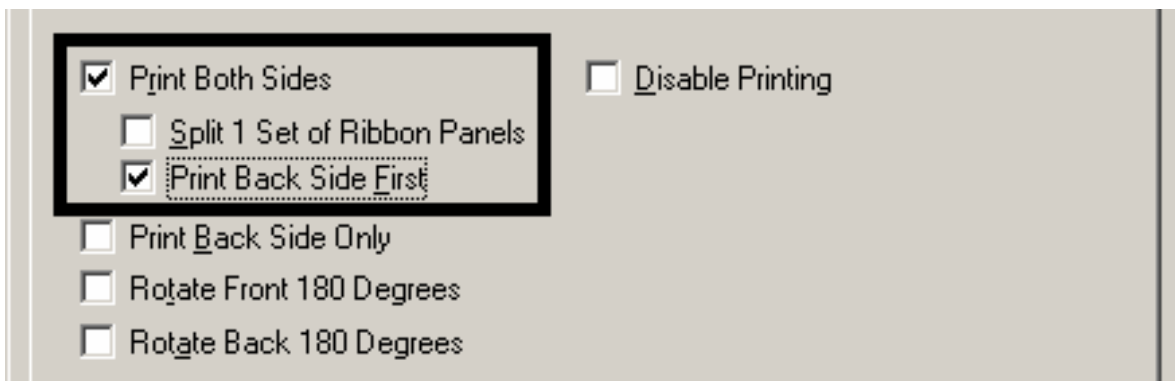 Print Both Sides
Split 1 Set of Ribbon Panels
Print Back Side First
Print Back Side Only
Rotate Front 180 Degrees
Rotate Back 180 Degrees
Disable Printing